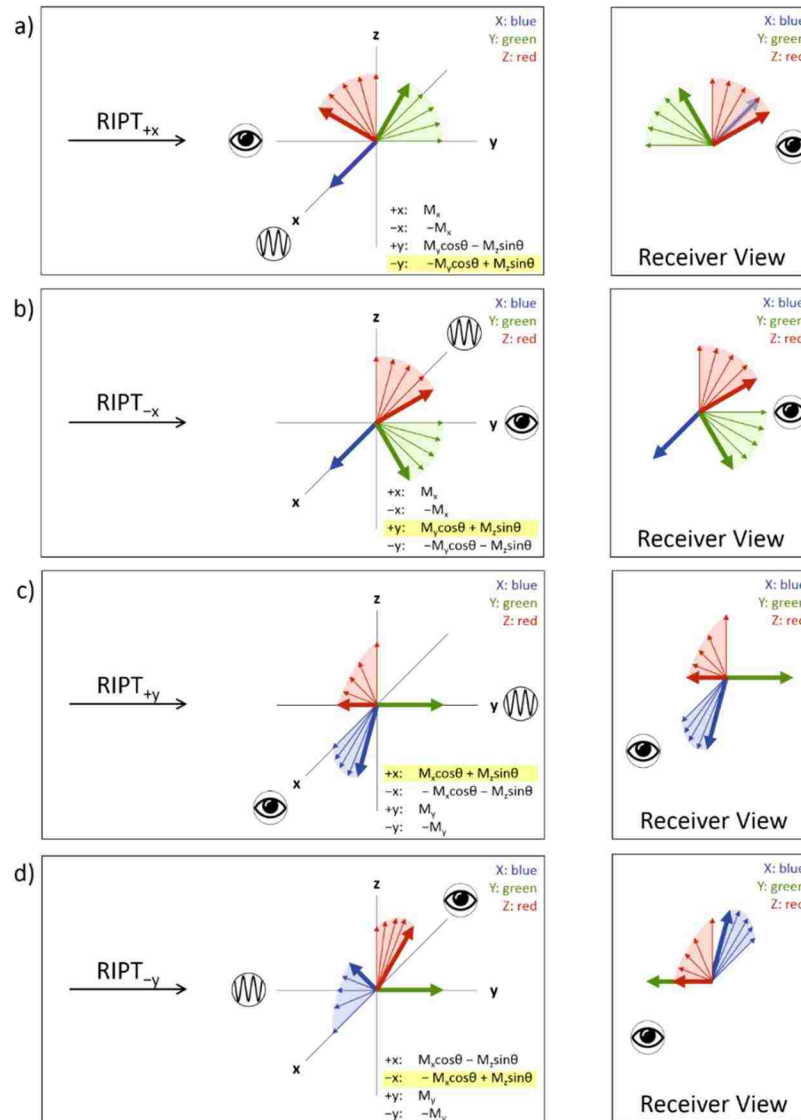 a)
X: blue
Y: green
Z: red
z
RIPT+x
y
x
+x: Mx
−x: −Mx
+y: Mycosθ − Mzsinθ
−y: −Mycosθ + Mzsinθ
X: blue
Y: green
Z: red
Receiver View
b)
X: blue
Y: green
Z: red
z
RIPT−x
y
x
+x: Mx
−x: −Mx
+y: Mycosθ + Mzsinθ
−y: −Mycosθ − Mzsinθ
X: blue
Y: green
Z: red
Receiver View
c)
X: blue
Y: green
Z: red
z
RIPT+y
y
x
+x: Mxcosθ + Mzsinθ
−x: − Mxcosθ − Mzsinθ
+y: My
−y: −My
X: blue
Y: green
Z: red
Receiver View
d)
X: blue
Y: green
Z: red
z
RIPT−y
y
x
+x: Mxcosθ − Mzsinθ
−x: − Mxcosθ + Mzsinθ
+y: My
−y: −My
X: blue
Y: green
Z: red
Receiver View